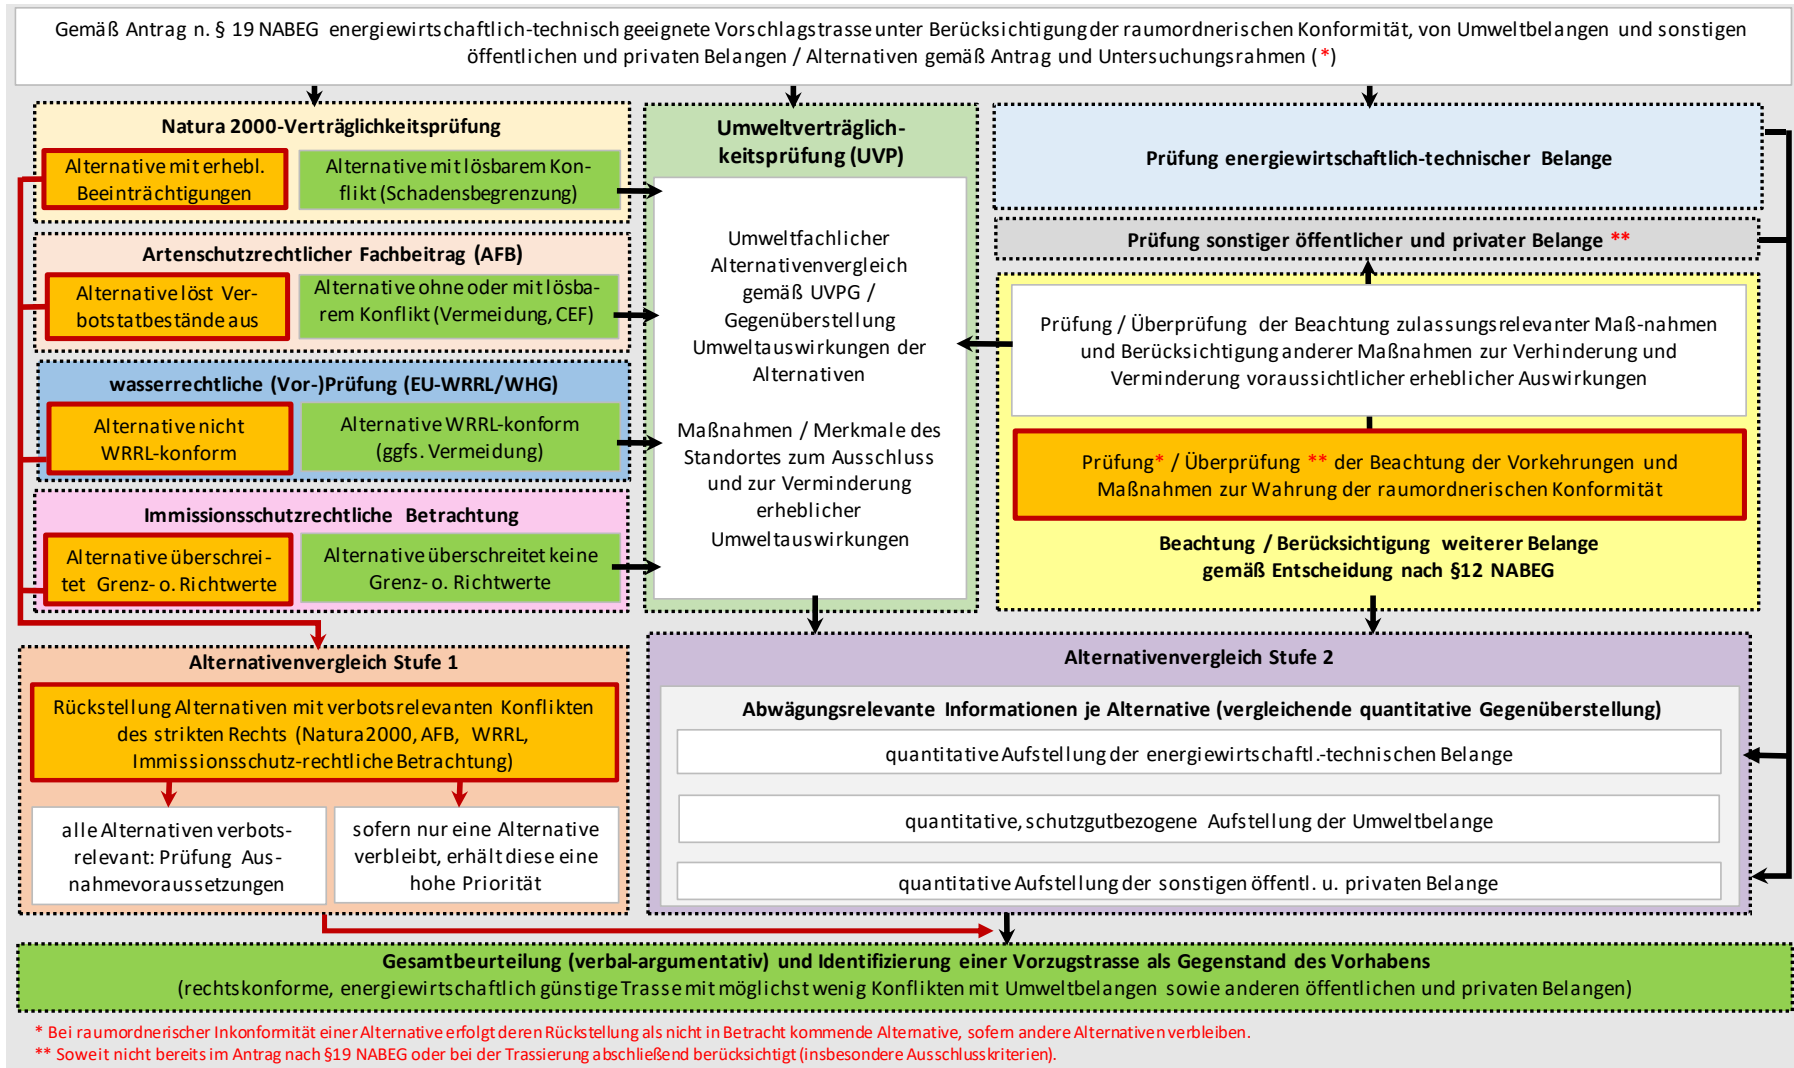 Gemäß Antrag n. § 19 NABEG energiewirtschaftlich-technisch geeignete Vorschlagstrasse unter Berücksichtigung der raumordnerischen Konformität, von Umweltbelangen und sonstigen
öffentlichen und privaten Belangen / Alternativen gemäß Antrag und Untersuchungsrahmen (*)
Natura 2000-Verträglichkeitsprüfung
Alternative mit erhebl.
Beeinträchtigungen
Alternative mit lösbarem Kon-
flikt (Schadensbegrenzung)
Artenschutzrechtlicher Fachbeitrag (AFB)
Alternative löst Ver-
botstatbestände aus
Alternative ohne oder mit lösba-
rem Konflikt (Vermeidung, CEF)
wasserrechtliche (Vor-)Prüfung (EU-WRRL/WHG)
Alternative nicht
WRRL-konform
Alternative WRRL-konform
(ggfs. Vermeidung)
Immissionsschutzrechtliche Betrachtung
Alternative überschrei-
tet Grenz- o. Richtwerte
Alternative überschreitet keine
Grenz- o. Richtwerte
Umweltverträglich-
keitsprüfung (UVP)
Umweltfachlicher
Alternativenvergleich
gemäß UVPG /
Gegenüberstellung
Umweltauswirkungen der
Alternativen
Maßnahmen / Merkmale des
Standortes zum Ausschluss
und zur Verminderung
erheblicher
Umweltauswirkungen
Prüfung energiewirtschaftlich-technischer Belange
Prüfung sonstiger öffentlicher und privater Belange **
Prüfung / Überprüfung der Beachtung zulassungsrelevanter Maß-nahmen
und Berücksichtigung anderer Maßnahmen zur Verhinderung und
Verminderung voraussichtlicher erheblicher Auswirkungen
Prüfung* / Überprüfung ** der Beachtung der Vorkehrungen und
Maßnahmen zur Wahrung der raumordnerischen Konformität
Beachtung / Berücksichtigung weiterer Belange
gemäß Entscheidung nach §12 NABEG
Alternativenvergleich Stufe 1
Rückstellung Alternativen mit verbotsrelevanten Konflikten
des strikten Rechts (Natura2000, AFB, WRRL,
Immissionsschutz-rechtliche Betrachtung)
alle Alternativen verbots-
relevant: Prüfung Aus-
nahmevoraussetzungen
sofern nur eine Alternative
verbleibt, erhält diese eine
hohe Priorität
Alternativenvergleich Stufe 2
Abwägungsrelevante Informationen je Alternative (vergleichende quantitative Gegenüberstellung)
quantitative Aufstellung der energiewirtschaftl.-technischen Belange
quantitative, schutzgutbezogene Aufstellung der Umweltbelange
quantitative Aufstellung der sonstigen öffentl. u. privaten Belange
Gesamtbeurteilung (verbal-argumentativ) und Identifizierung einer Vorzugstrasse als Gegenstand des Vorhabens
(rechtskonforme, energiewirtschaftlich günstige Trasse mit möglichst wenig Konflikten mit Umweltbelangen sowie anderen öffentlichen und privaten Belangen)
* Bei raumordnerischer Inkonformität einer Alternative erfolgt deren Rückstellung als nicht in Betracht kommende Alternative, sofern andere Alternativen verbleiben.
** Soweit nicht bereits im Antrag nach §19 NABEG oder bei der Trassierung abschließend berücksichtigt (insbesondere Ausschlusskriterien).